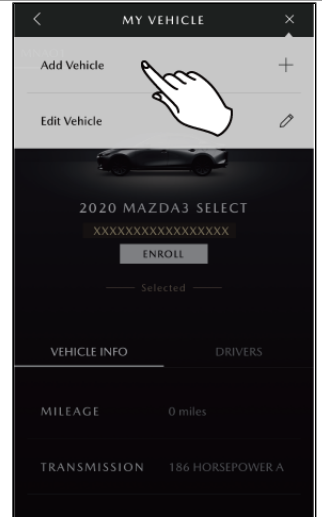 MY VEHICLE
Add Vehicle
Edit Vehicle
2020 MAZDA3 SELECT
XXXXXXXXXXXXXXXXX
ENROLL
Selected
VEHICLE INFO DRIVERS
MILEAGE 0 miles
TRANSMISSION 186 HORSEPOWER A